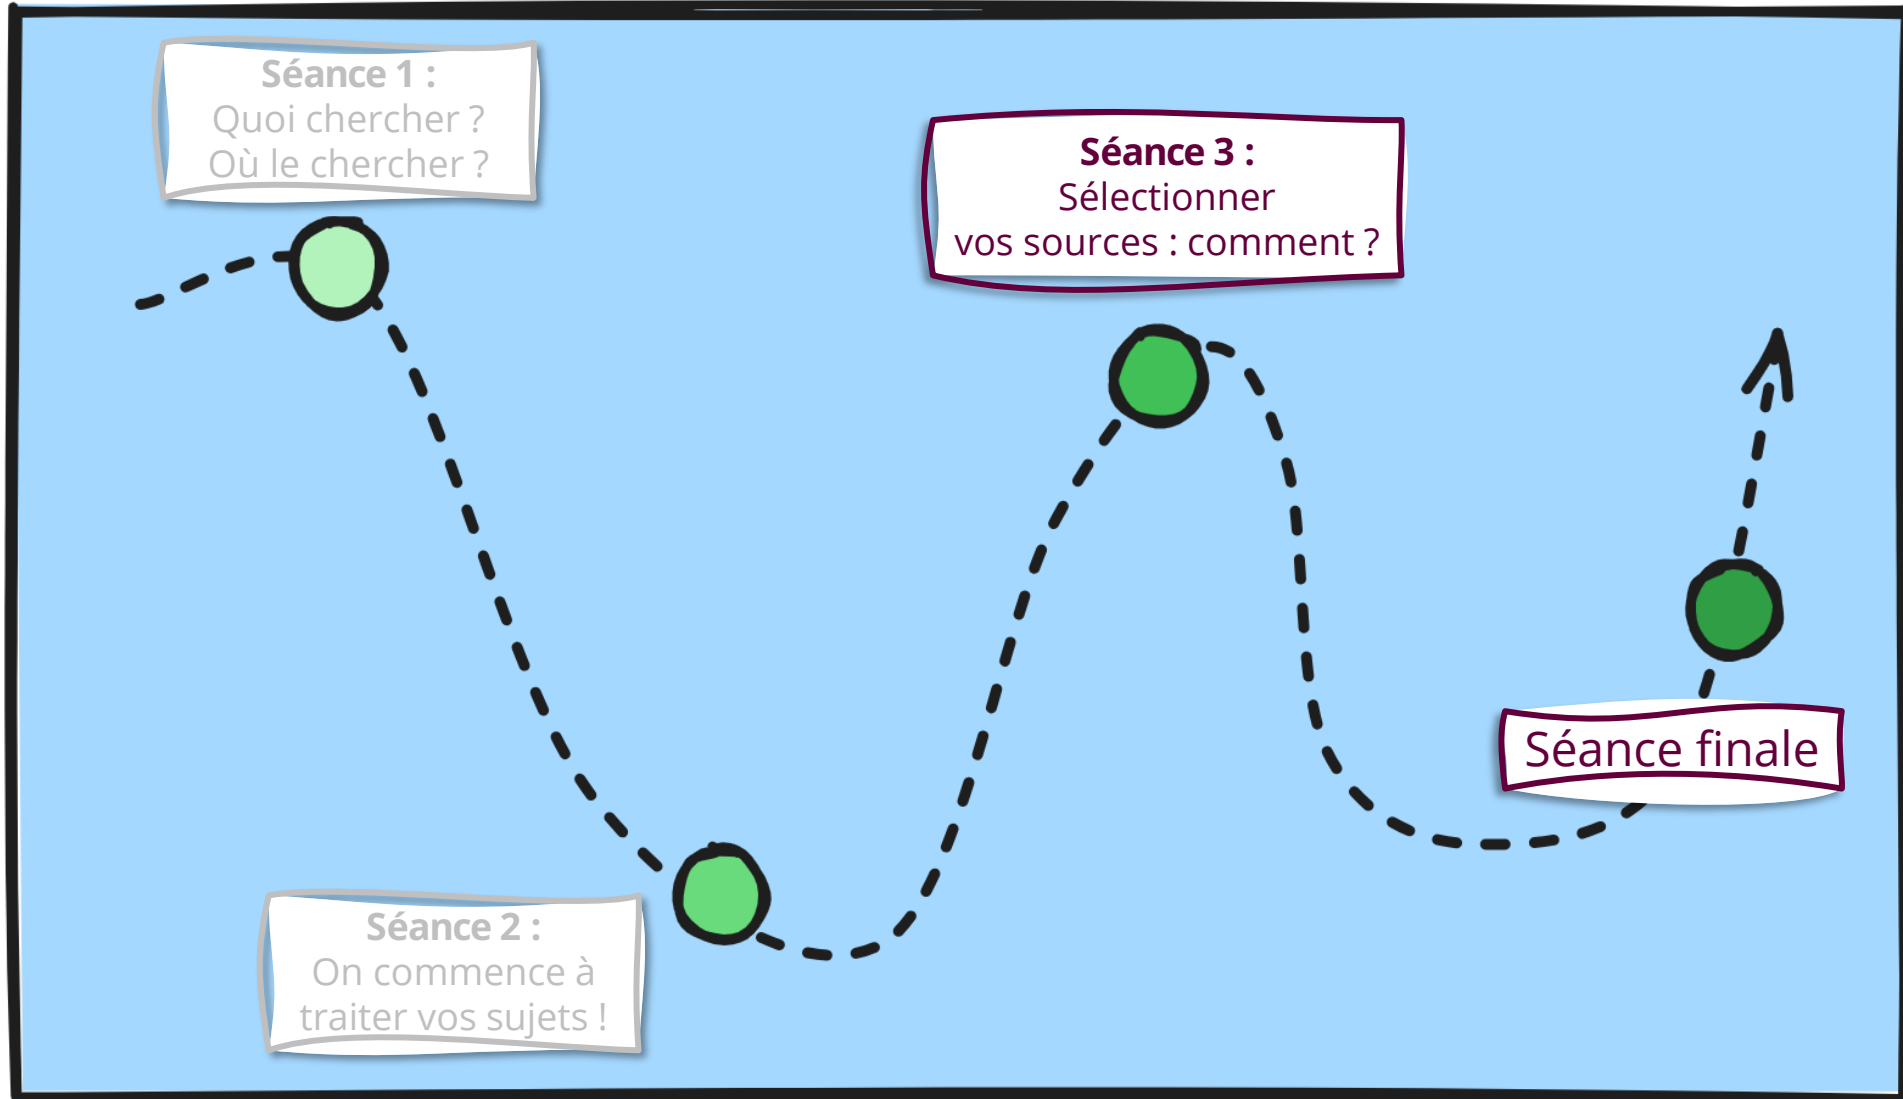 Séance 1 :
Quoi chercher ?
Où le chercher ?
Séance 3 :
Sélectionner
vos sources : comment ?
Séance finale
Séance 2 :
On commence à
traiter vos sujets !